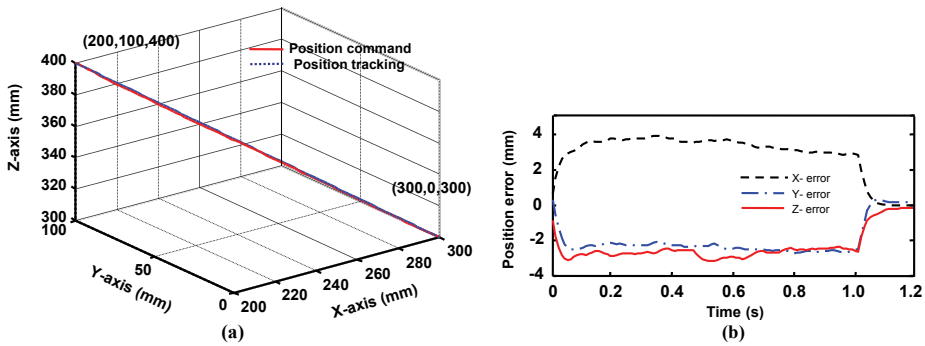 (200,100,400)
Position command
Position tracking
(300,0,300)
Z-axis (mm)
400
380
360
340
320
300
100
50
0
Y-axis (mm)
200
220
240
260
280
300
X-axis (mm)
(a)
Position error (mm)
4
2
0
-2
-4
X- error
Y- error
Z- error
0
0.2
0.4
0.6
0.8
1.0
1.2
Time (s)
(b)